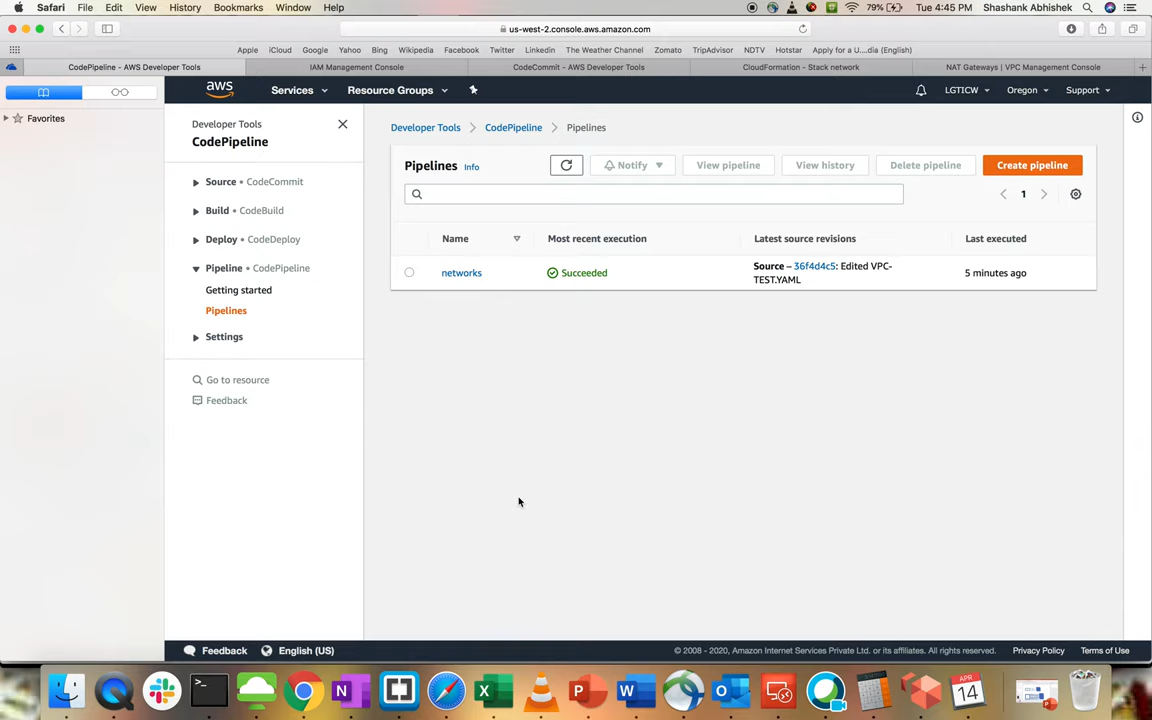 Safari File Edit View History Bookmarks Window Help 79% Tue 4:45 PM Shashank Abhishek
us-west-2.console.aws.amazon.com
Apple iCloud Google Yahoo Bing Wikipedia Facebook Twitter Linkedin The Weather Channel Zomato TripAdvisor NDTV Hotstar Apply for a U....dia (English)
CodePipeline - AWS Developer Tools IAM Management Console CodeCommit - AWS Developer Tools CloudFormation - Stack network NAT Gateways | VPC Management Console
aws Services Resource Groups LGTICW Oregon Support
Favorites
Developer Tools
CodePipeline
Source • CodeCommit
Build • CodeBuild
Deploy • CodeDeploy
Pipeline • CodePipeline
Getting started
Pipelines
Settings
Go to resource
Feedback
Developer Tools > CodePipeline > Pipelines
Pipelines Info Notify View pipeline View history Delete pipeline Create pipeline
1
Name Most recent execution Latest source revisions Last executed
networks Succeeded Source – 36f4d4c5: Edited VPC-TEST.YAML 5 minutes ago
Feedback English (US) © 2008 - 2020, Amazon Internet Services Private Ltd. or its affiliates. All rights reserved. Privacy Policy Terms of Use
>_ N X P W O APR 14